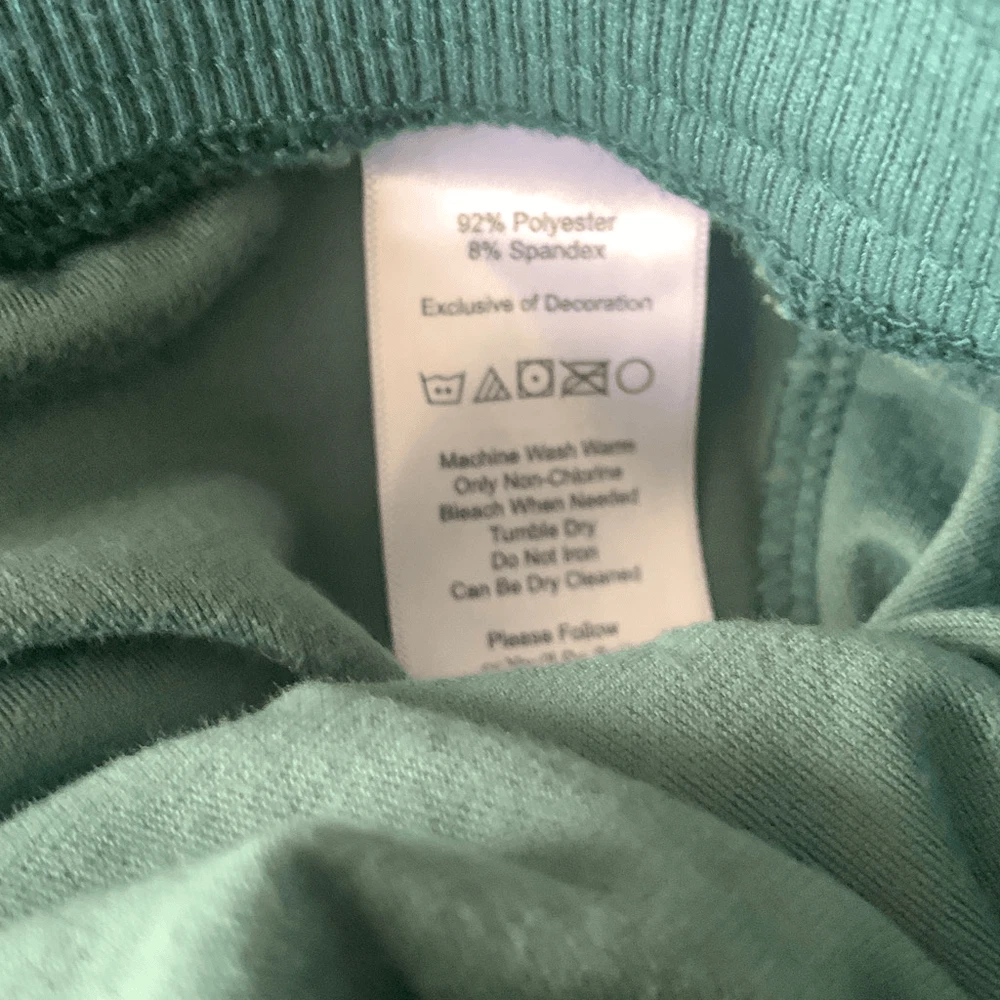 92% Polyester
8% Spandex
Exclusive of Decoration
Machine Wash Warm
Only Non-Chlorine
Bleach When Needed
Tumble Dry
Do Not Iron
Can Be Dry Cleaned
Please Follow